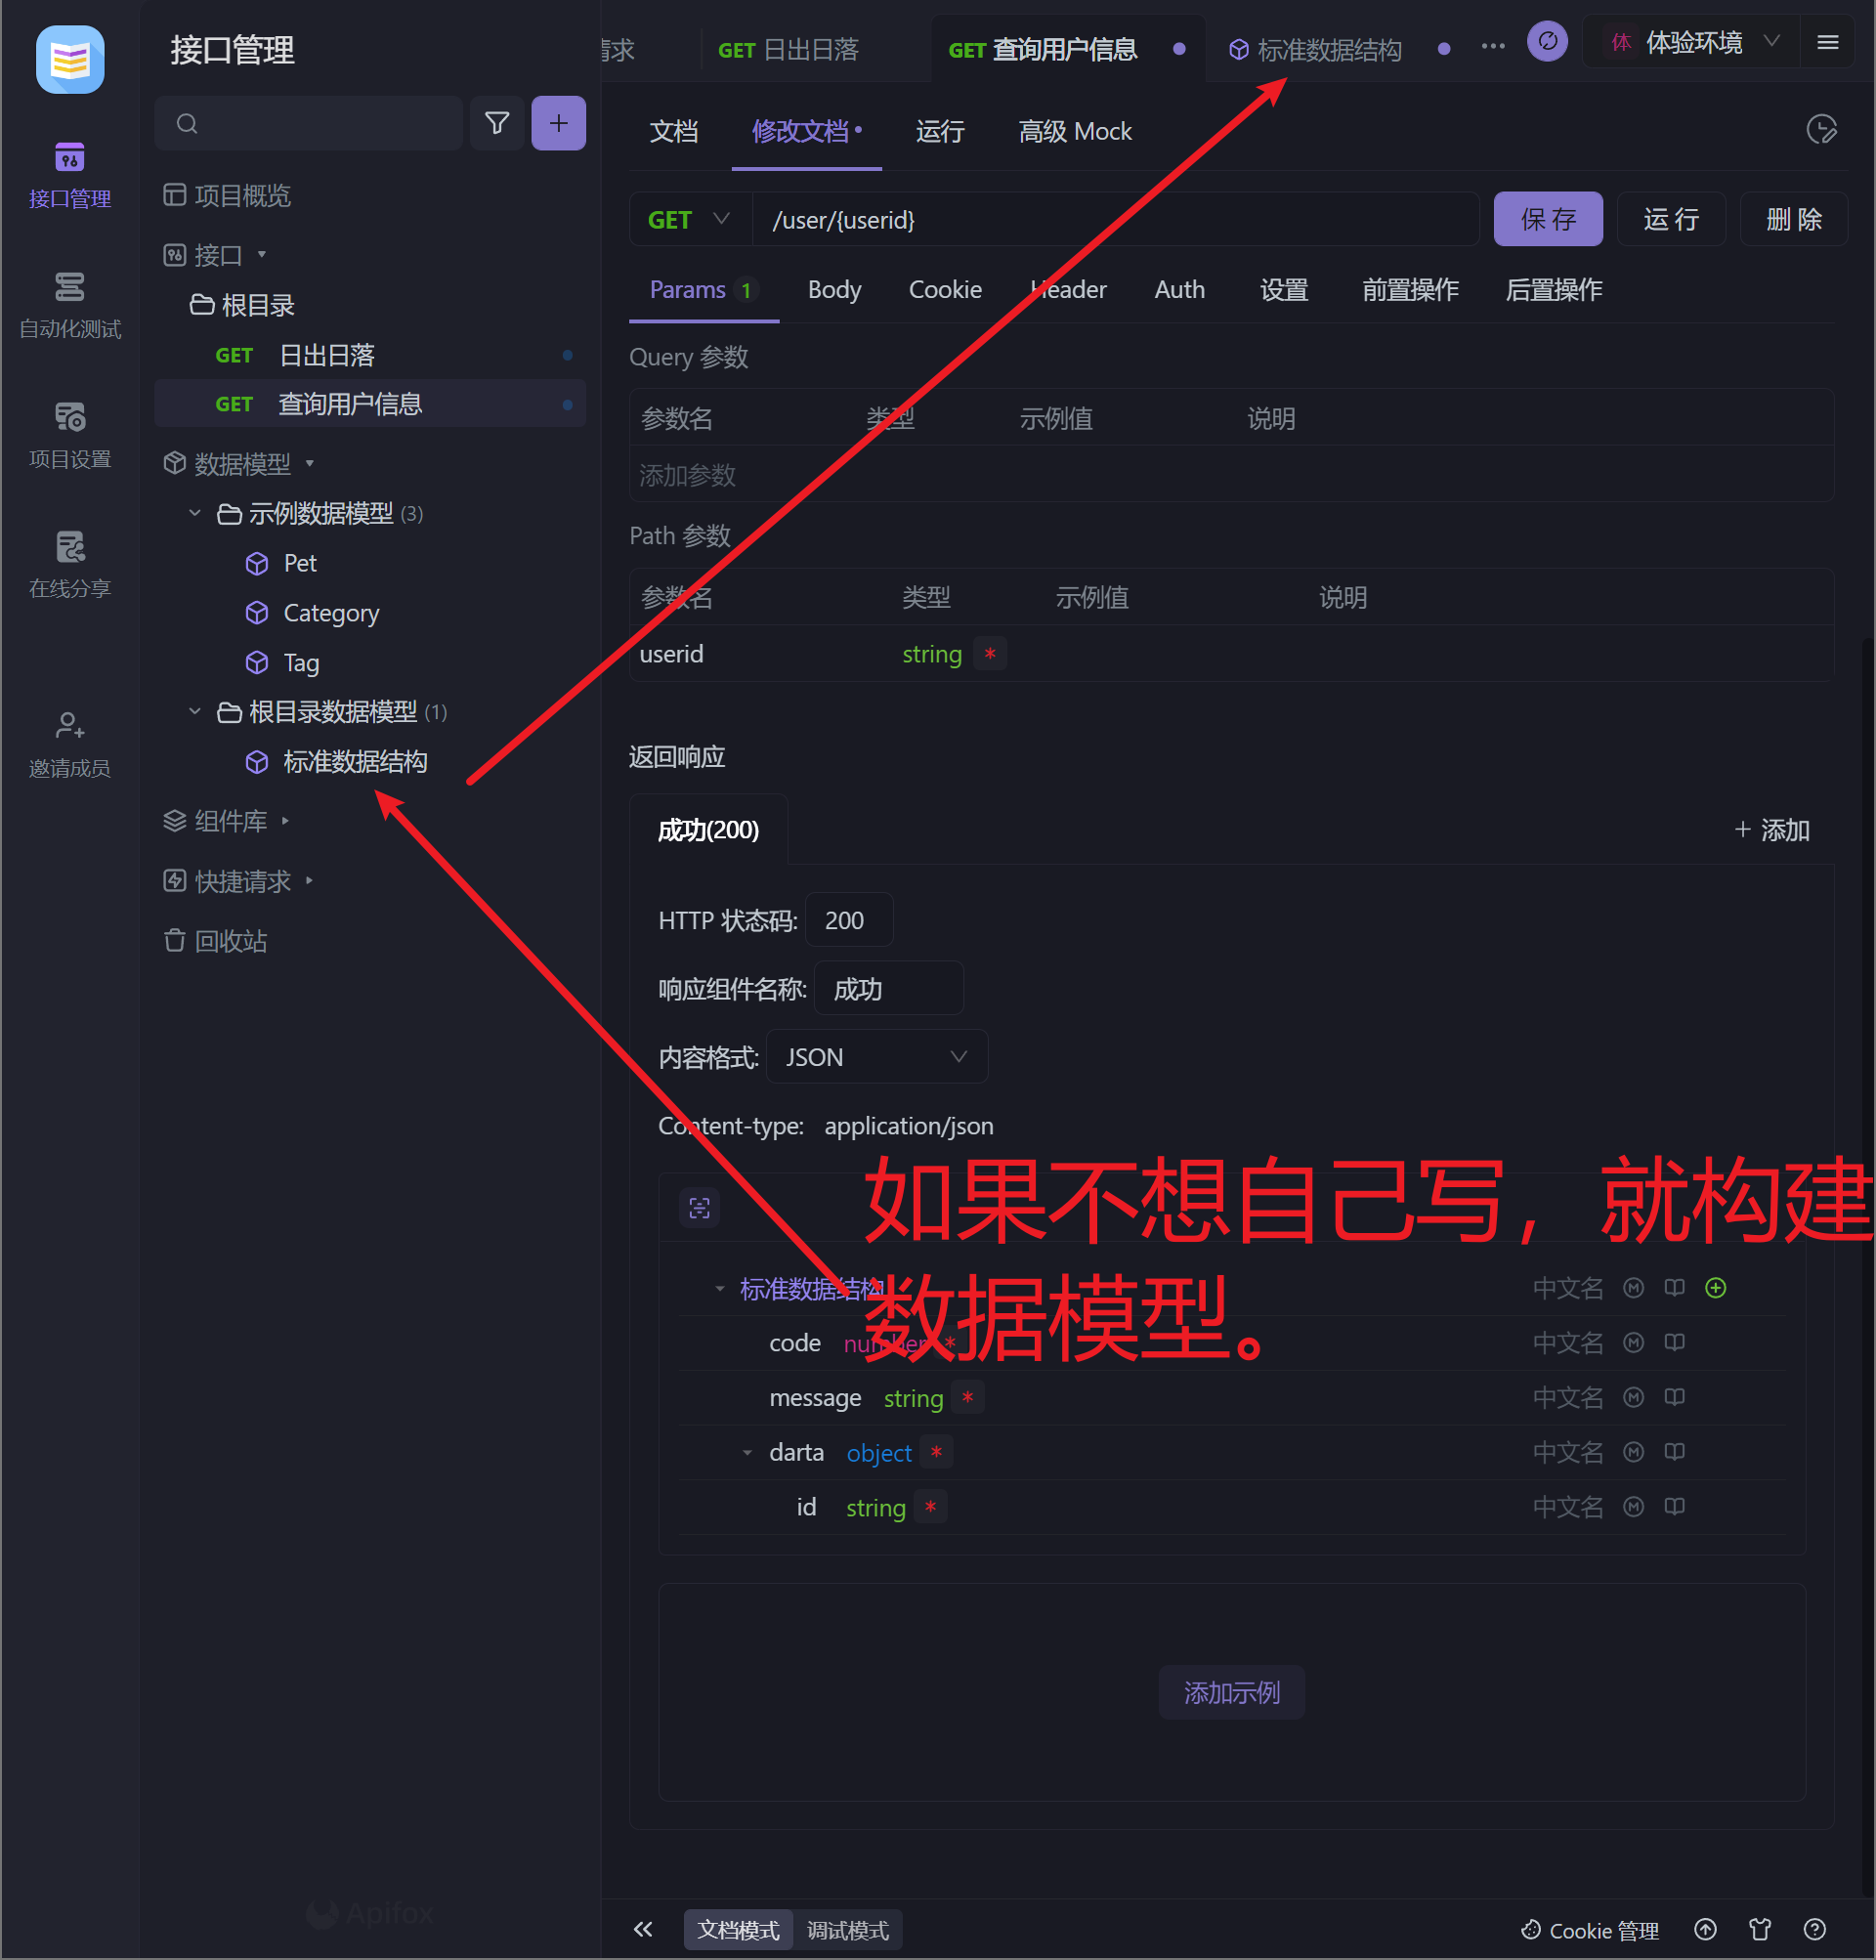 接口管理
请求
GET 日出日落
GET 查询用户信息
标准数据结构
体 体验环境
接口管理
自动化测试
项目设置
在线分享
邀请成员
项目概览
接口
根目录
GET 日出日落
GET 查询用户信息
数据模型
示例数据模型 (3)
Pet
Category
Tag
根目录数据模型 (1)
标准数据结构
组件库
快捷请求
回收站
Apifox
文档 修改文档 运行 高级 Mock
GET /user/{userid} 保存 运行 删除
Params 1 Body Cookie Header Auth 设置 前置操作 后置操作
Query 参数
参数名 类型 示例值 说明
添加参数
Path 参数
参数名 类型 示例值 说明
userid string *
返回响应
成功(200) + 添加
HTTP 状态码: 200
响应组件名称: 成功
内容格式: JSON
Content-type: application/json
如果不想自己写，就构建
数据模型。
标准数据结构 中文名
code number * 中文名
message string * 中文名
darta object * 中文名
id string * 中文名
添加示例
文档模式 调试模式 Cookie 管理